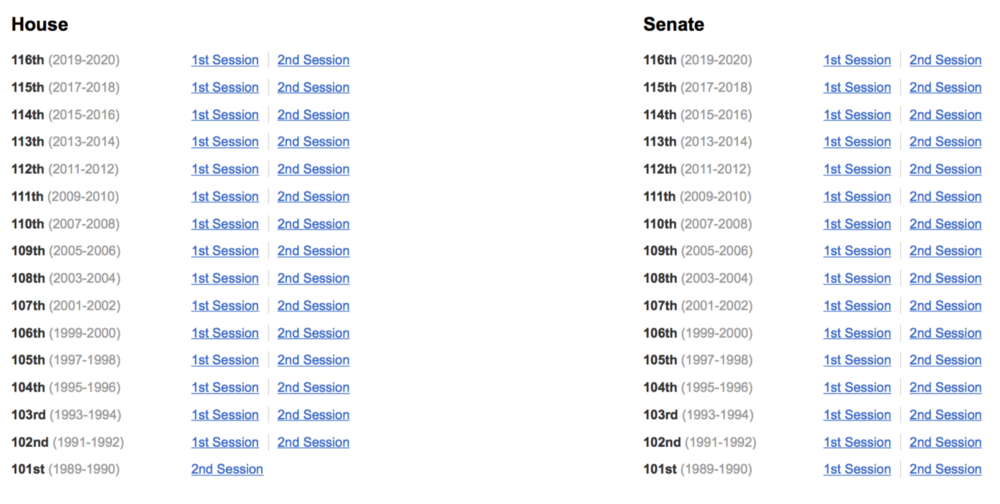 House
116th (2019-2020) 1st Session 2nd Session
115th (2017-2018) 1st Session 2nd Session
114th (2015-2016) 1st Session 2nd Session
113th (2013-2014) 1st Session 2nd Session
112th (2011-2012) 1st Session 2nd Session
111th (2009-2010) 1st Session 2nd Session
110th (2007-2008) 1st Session 2nd Session
109th (2005-2006) 1st Session 2nd Session
108th (2003-2004) 1st Session 2nd Session
107th (2001-2002) 1st Session 2nd Session
106th (1999-2000) 1st Session 2nd Session
105th (1997-1998) 1st Session 2nd Session
104th (1995-1996) 1st Session 2nd Session
103rd (1993-1994) 1st Session 2nd Session
102nd (1991-1992) 1st Session 2nd Session
101st (1989-1990) 2nd Session
Senate
116th (2019-2020) 1st Session 2nd Session
115th (2017-2018) 1st Session 2nd Session
114th (2015-2016) 1st Session 2nd Session
113th (2013-2014) 1st Session 2nd Session
112th (2011-2012) 1st Session 2nd Session
111th (2009-2010) 1st Session 2nd Session
110th (2007-2008) 1st Session 2nd Session
109th (2005-2006) 1st Session 2nd Session
108th (2003-2004) 1st Session 2nd Session
107th (2001-2002) 1st Session 2nd Session
106th (1999-2000) 1st Session 2nd Session
105th (1997-1998) 1st Session 2nd Session
104th (1995-1996) 1st Session 2nd Session
103rd (1993-1994) 1st Session 2nd Session
102nd (1991-1992) 1st Session 2nd Session
101st (1989-1990) 1st Session 2nd Session